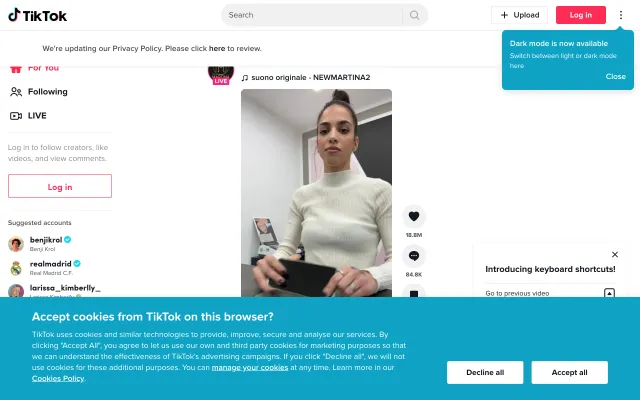 TikTok
Search
Upload
Log in
We're updating our Privacy Policy. Please click here to review.
Dark mode is now available
Switch between light or dark mode
here
Close
For You
Following
LIVE
Log in to follow creators, like
videos, and view comments.
Log in
Suggested accounts
benjikrol
Benji Krol
realmadrid
Real Madrid C.F.
larissa_kimberlly_
Larissa Kimberlly
LIVE
suono originale - NEWMARTINA2
18.8M
84.8K
Introducing keyboard shortcuts!
Go to previous video
Accept cookies from TikTok on this browser?
TikTok uses cookies and similar technologies to provide, improve, secure and analyse our services. By
clicking "Accept All", you agree to let us use our own and third party cookies for marketing purposes so that
we can understand the effectiveness of TikTok's advertising campaigns. If you click "Decline all", we will not
use cookies for these additional purposes. You can manage your cookies at any time. Learn more in our
Cookies Policy.
Decline all
Accept all